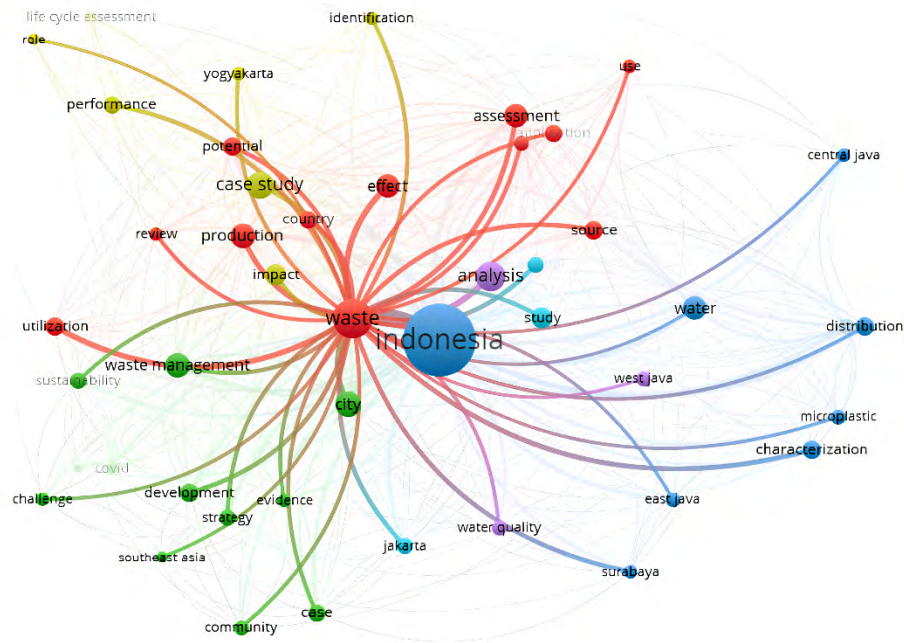 life cycle assessment
identification
role
yogyakarta
use
performance
assessment
application
potential
central java
case study
effect
country
review
production
source
impact
analysis
waste
study
water
utilization
indonesia
distribution
waste management
sustainability
west java
city
microplastic
characterization
covid
challenge
development
evidence
east java
strategy
water quality
jakarta
southeast asia
surabaya
case
community